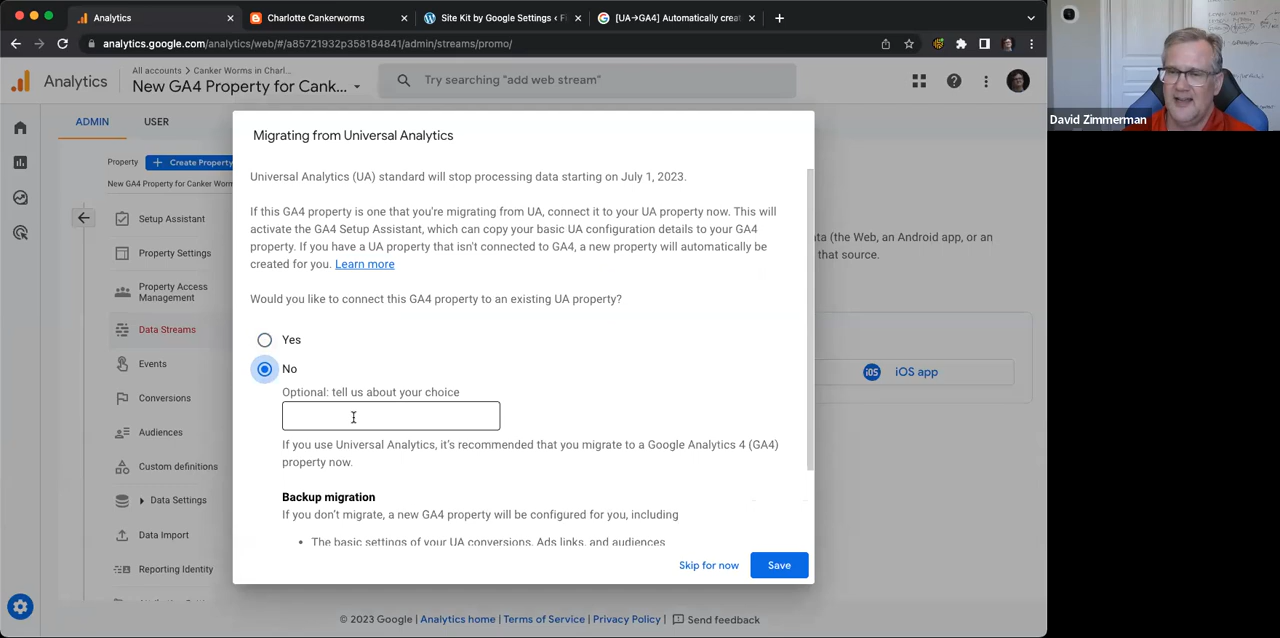 Analytics
Charlotte Cankerworms
Site Kit by Google Settings ‹ Fi
[UA→GA4] Automatically creat
analytics.google.com/analytics/web/#/a85721932p358184841/admin/streams/promo/
Analytics
All accounts > Canker Worms in Charl...
New GA4 Property for Cank...
Try searching "add web stream"
David Zimmerman
ADMIN
USER
Property
Create Property
New GA4 Property for Canker Worm
Setup Assistant
Property Settings
Property Access
Management
Data Streams
Events
Conversions
Audiences
Custom definitions
Data Settings
Data Import
Reporting Identity
Migrating from Universal Analytics
Universal Analytics (UA) standard will stop processing data starting on July 1, 2023.
If this GA4 property is one that you're migrating from UA, connect it to your UA property now. This will
activate the GA4 Setup Assistant, which can copy your basic UA configuration details to your GA4
property. If you have a UA property that isn't connected to GA4, a new property will automatically be
created for you. Learn more
Would you like to connect this GA4 property to an existing UA property?
Yes
No
Optional: tell us about your choice
If you use Universal Analytics, it's recommended that you migrate to a Google Analytics 4 (GA4)
property now.
Backup migration
If you don't migrate, a new GA4 property will be configured for you, including
• The basic settings of your UA conversions, Ads links, and audiences
Skip for now
Save
ta (the Web, an Android app, or an
that source.
iOS
iOS app
© 2023 Google | Analytics home | Terms of Service | Privacy Policy | Send feedback